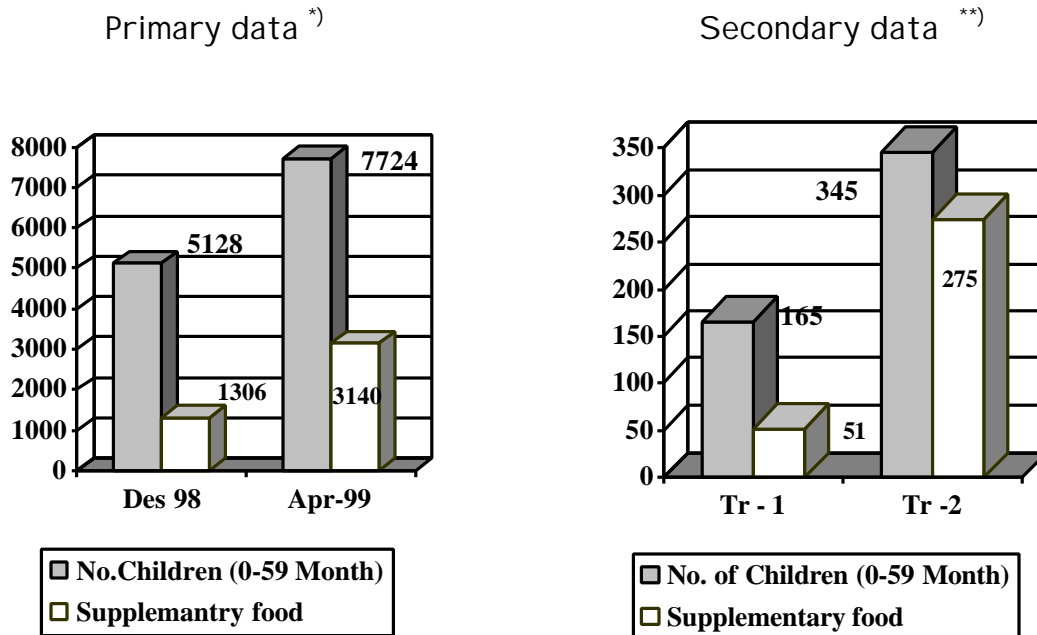 Primary data *)
8000
7000
6000
5000
4000
3000
2000
1000
0
5128
1306
7724
3140
Des 98
Apr-99
No.Children (0-59 Month)
Supplemantry food
Secondary data **)
350
300
250
200
150
100
50
0
165
51
345
275
Tr - 1
Tr -2
No. of Children (0-59 Month)
Supplementary food